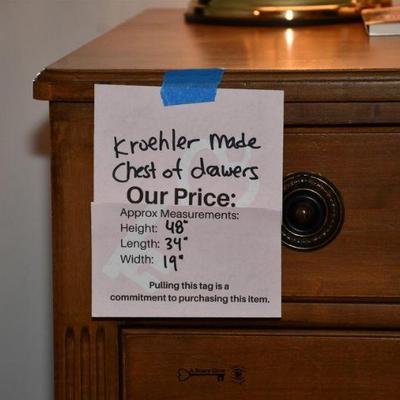 Kroehler Made
Chest of drawers
Our Price:
Approx Measurements:
Height: 48"
Length: 34"
Width: 19"
Pulling this tag is a
commitment to purchasing this item.